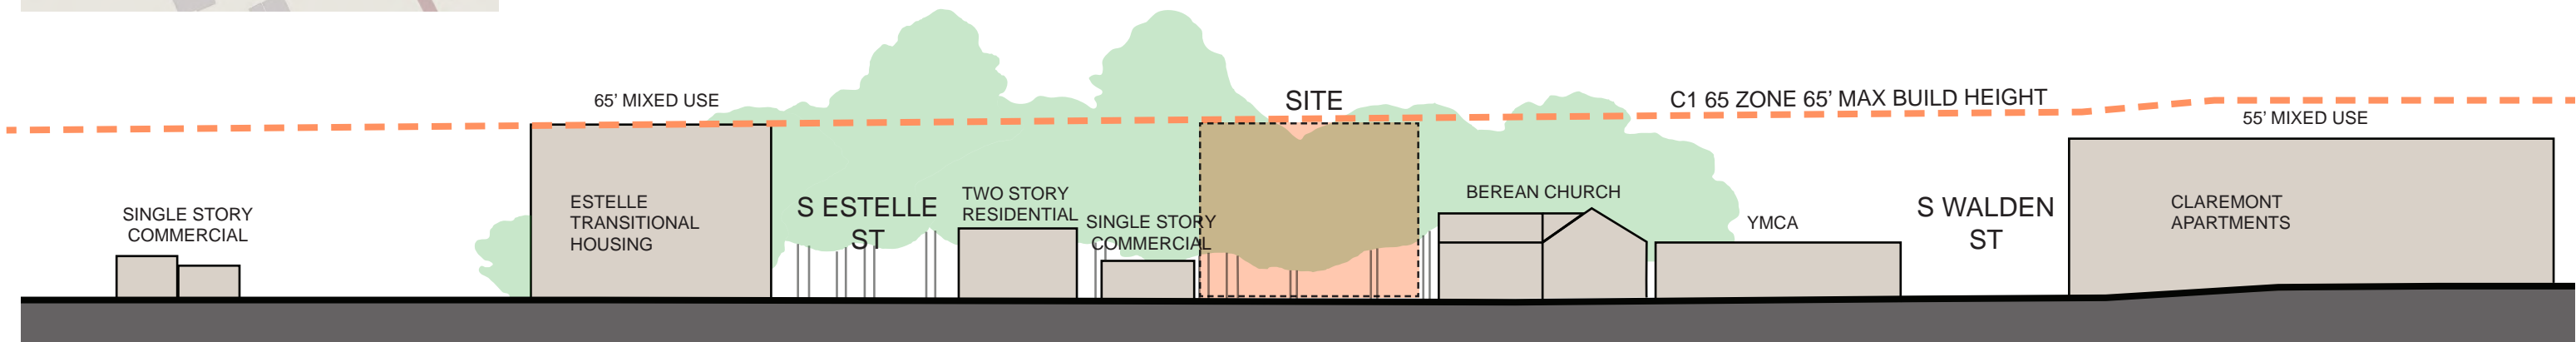 SINGLE STORY
COMMERCIAL
65’ MIXED USE
ESTELLE
TRANSITIONAL
HOUSING
S ESTELLE
ST
TWO STORY
RESIDENTIAL
SINGLE STORY
COMMERCIAL
SITE
BEREAN CHURCH
C1 65 ZONE 65’ MAX BUILD HEIGHT
YMCA
S WALDEN
ST
55’ MIXED USE
CLAREMONT
APARTMENTS